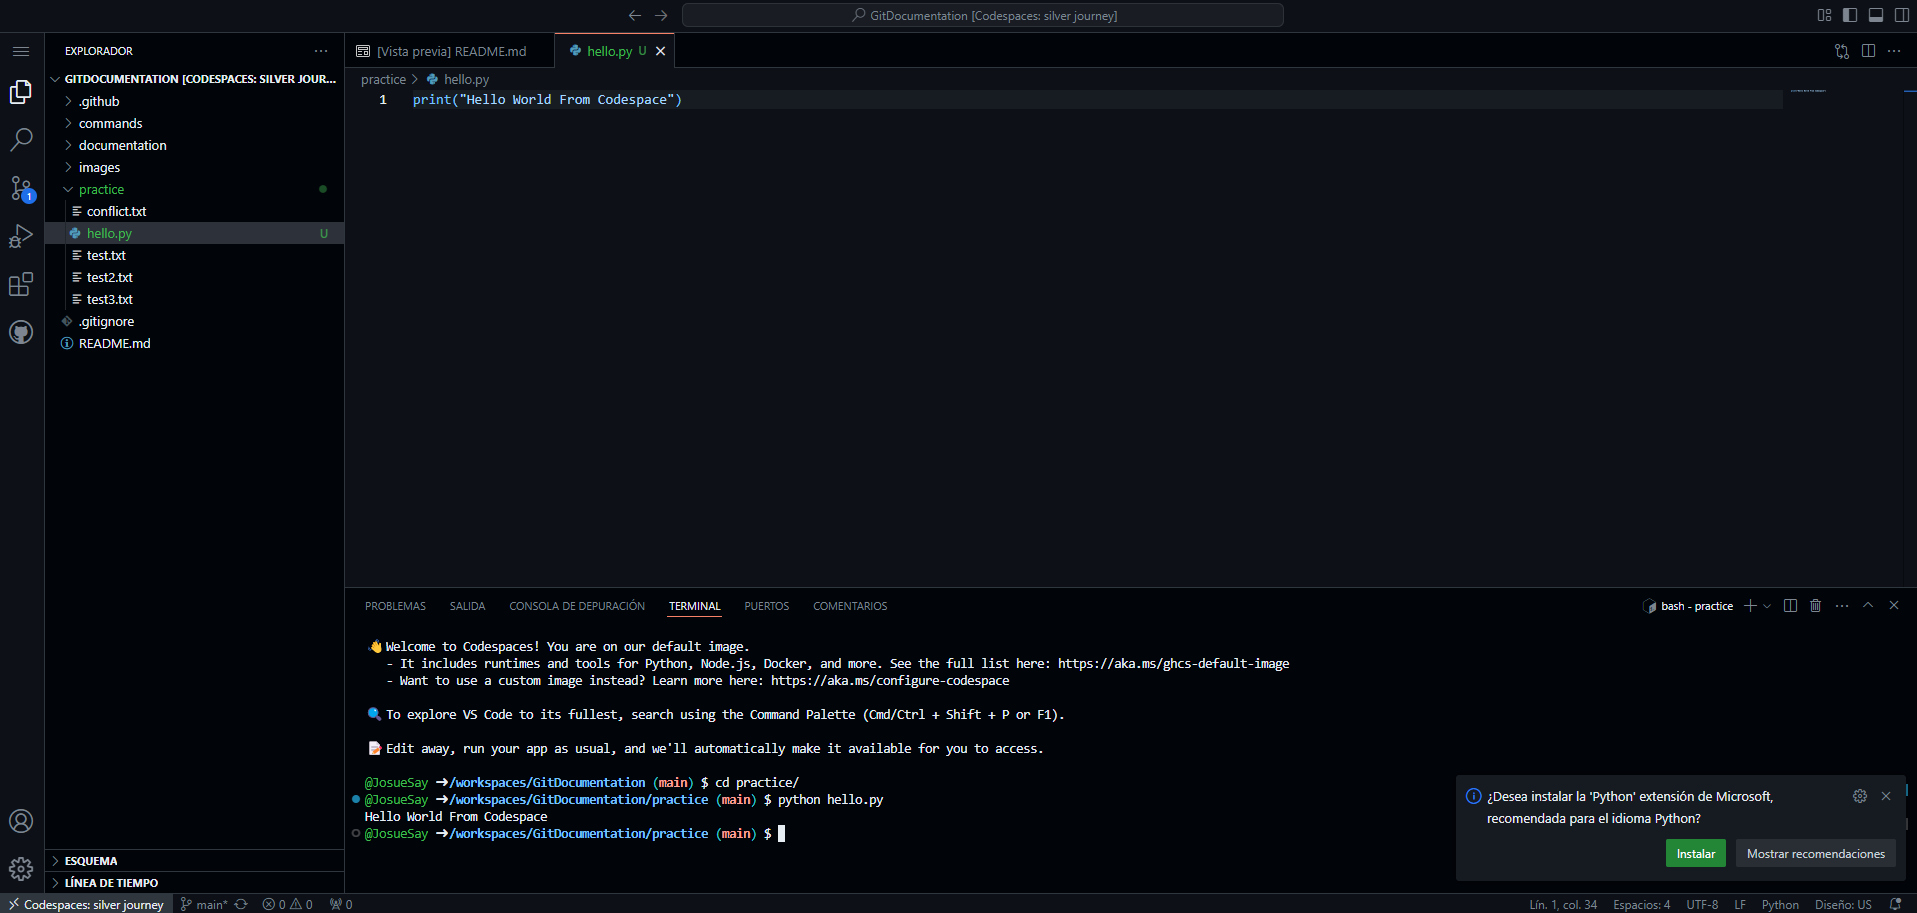 GitDocumentation [Codespaces: silver journey]
EXPLORADOR
GITDOCUMENTATION [CODESPACES: SILVER JOUR...
.github
commands
documentation
images
practice
conflict.txt
hello.py U
test.txt
test2.txt
test3.txt
.gitignore
README.md
ESQUEMA
LÍNEA DE TIEMPO
1
[Vista previa] README.md
hello.py U
practice > hello.py
1 print("Hello World From Codespace")
PROBLEMAS SALIDA CONSOLA DE DEPURACIÓN TERMINAL PUERTOS COMENTARIOS
bash - practice
👋 Welcome to Codespaces! You are on our default image.
- It includes runtimes and tools for Python, Node.js, Docker, and more. See the full list here: https://aka.ms/ghcs-default-image
- Want to use a custom image instead? Learn more here: https://aka.ms/configure-codespace
🔍 To explore VS Code to its fullest, search using the Command Palette (Cmd/Ctrl + Shift + P or F1).
📝 Edit away, run your app as usual, and we'll automatically make it available for you to access.
@JosueSay ➜/workspaces/GitDocumentation (main) $ cd practice/
@JosueSay ➜/workspaces/GitDocumentation/practice (main) $ python hello.py
Hello World From Codespace
@JosueSay ➜/workspaces/GitDocumentation/practice (main) $
¿Desea instalar la 'Python' extensión de Microsoft,
recomendada para el idioma Python?
Instalar Mostrar recomendaciones
Codespaces: silver journey main* 0 0 0
Lín. 1, col. 34 Espacios: 4 UTF-8 LF Python Diseño: US